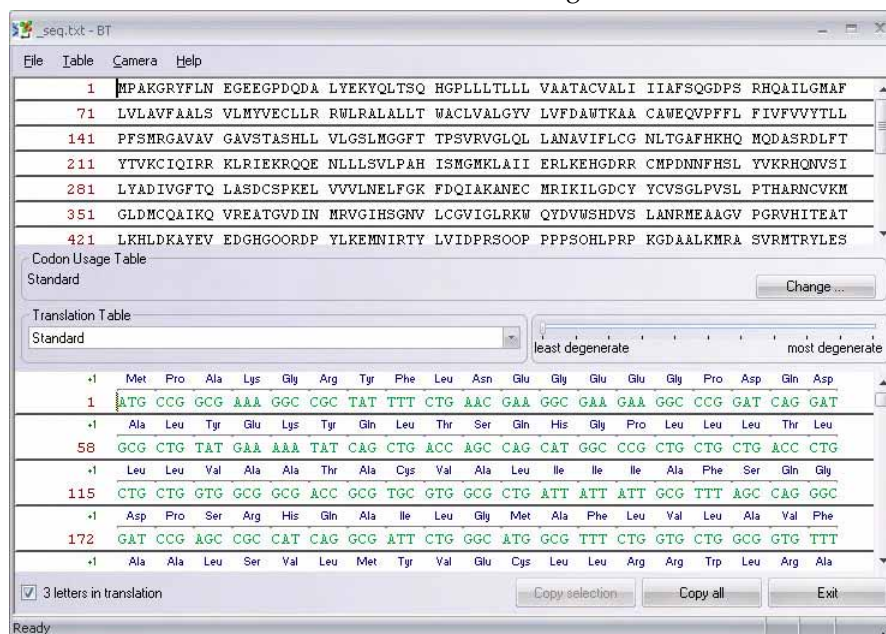 _seq.txt - BT
File Table Camera Help
1 MPAKGRYFLN EGEEGPDQDA LYEKYQLTSQ HGPLLLTLLL VAATACVALI IIAFSQGDPS RHQAILGMAF
71 LVLAVFAALS VLMYVECLLR RWLRALALLT WACLVALGYV LVFDAWTKAA CAWEQVPFFL FIVFVVYTLL
141 PFSMRGAVAV GAVSTASHLL VLGSLMGGFT TPSVRVGLQL LANAVIFLCG NLTGAFHKHQ MQDASRDLFT
211 YTVKCIQIRR KLRIEKRQQE NLLLSVLPAH ISMGMKLAII ERLKEHGDRR CMPDNNFHSL YVKRHQNVSI
281 LYADIVGFTQ LASDCSPKEL VVVLNELFGK FDQIAKANEC MRIKILGDCY YCVSGLPVSL PTHARNCVKM
351 GLDMCQAIKQ VREATGVDIN MRVGIHSGNV LCGVIGLRKW QYDVWSHDVS LANRMEAAGV PGRVHITEAT
421 LKHLDKAYEV EDGHGOORDP YLKEMNIRTY LVIDPRSOOP PPPSOHLPRP KGDAALKMRA SVRMTRYLES
Codon Usage Table
Standard
Change ...
Translation Table
Standard
least degenerate most degenerate
+1 Met Pro Ala Lys Gly Arg Tyr Phe Leu Asn Glu Gly Glu Glu Gly Pro Asp Gln Asp
1 ATG CCG GCG AAA GGC CGC TAT TTT CTG AAC GAA GGC GAA GAA GGC CCG GAT CAG GAT
+1 Ala Leu Tyr Glu Lys Tyr Gln Leu Thr Ser Gln His Gly Pro Leu Leu Leu Thr Leu
58 GCG CTG TAT GAA AAA TAT CAG CTG ACC AGC CAG CAT GGC CCG CTG CTG CTG ACC CTG
+1 Leu Leu Val Ala Ala Thr Ala Cys Val Ala Leu Ile Ile Ile Ala Phe Ser Gln Gly
115 CTG CTG GTG GCG GCG ACC GCG TGC GTG GCG CTG ATT ATT ATT GCG TTT AGC CAG GGC
+1 Asp Pro Ser Arg His Gln Ala Ile Leu Gly Met Ala Phe Leu Val Leu Ala Val Phe
172 GAT CCG AGC CGC CAT CAG GCG ATT CTG GGC ATG GCG TTT CTG GTG CTG GCG GTG TTT
+1 Ala Ala Leu Ser Val Leu Met Tyr Val Glu Cys Leu Leu Arg Arg Trp Leu Arg Ala
3 letters in translation
Copy selection Copy all Exit
Ready